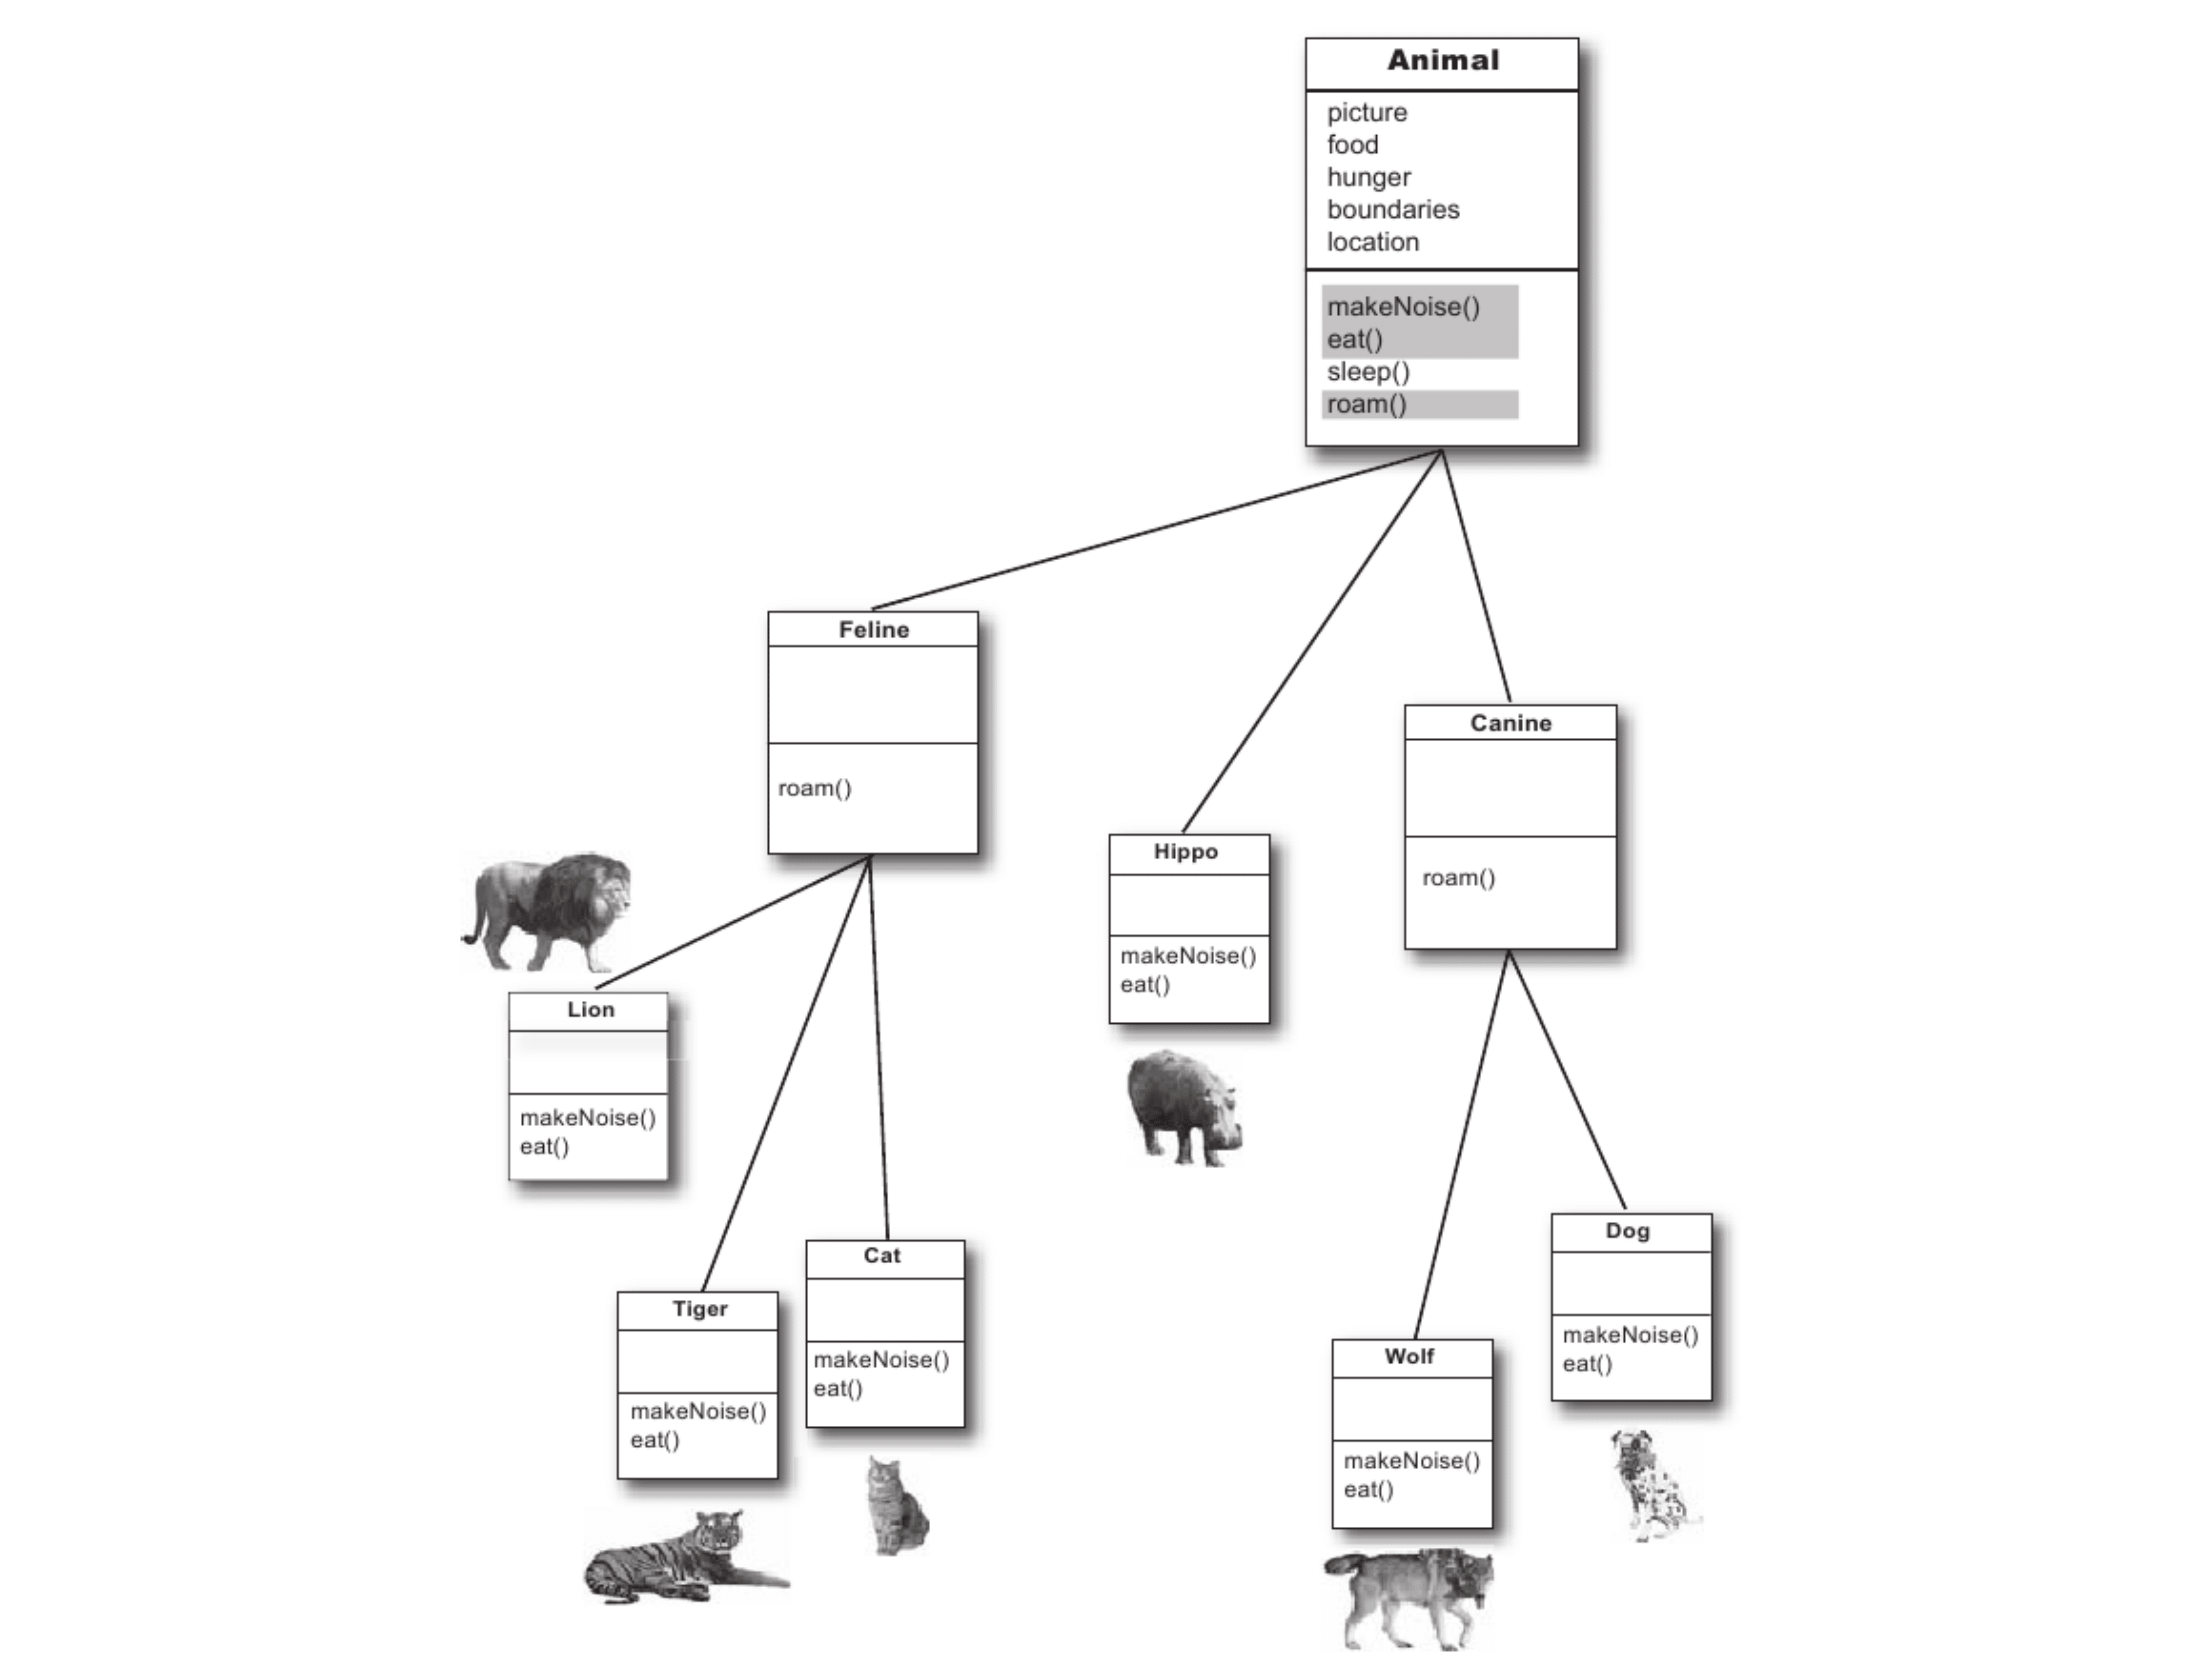 Animal
picture
food
hunger
boundaries
location
makeNoise()
eat()
sleep()
roam()
Feline
roam()
Canine
roam()
Hippo
makeNoise()
eat()
Lion
makeNoise()
eat()
Tiger
makeNoise()
eat()
Cat
makeNoise()
eat()
Wolf
makeNoise()
eat()
Dog
makeNoise()
eat()